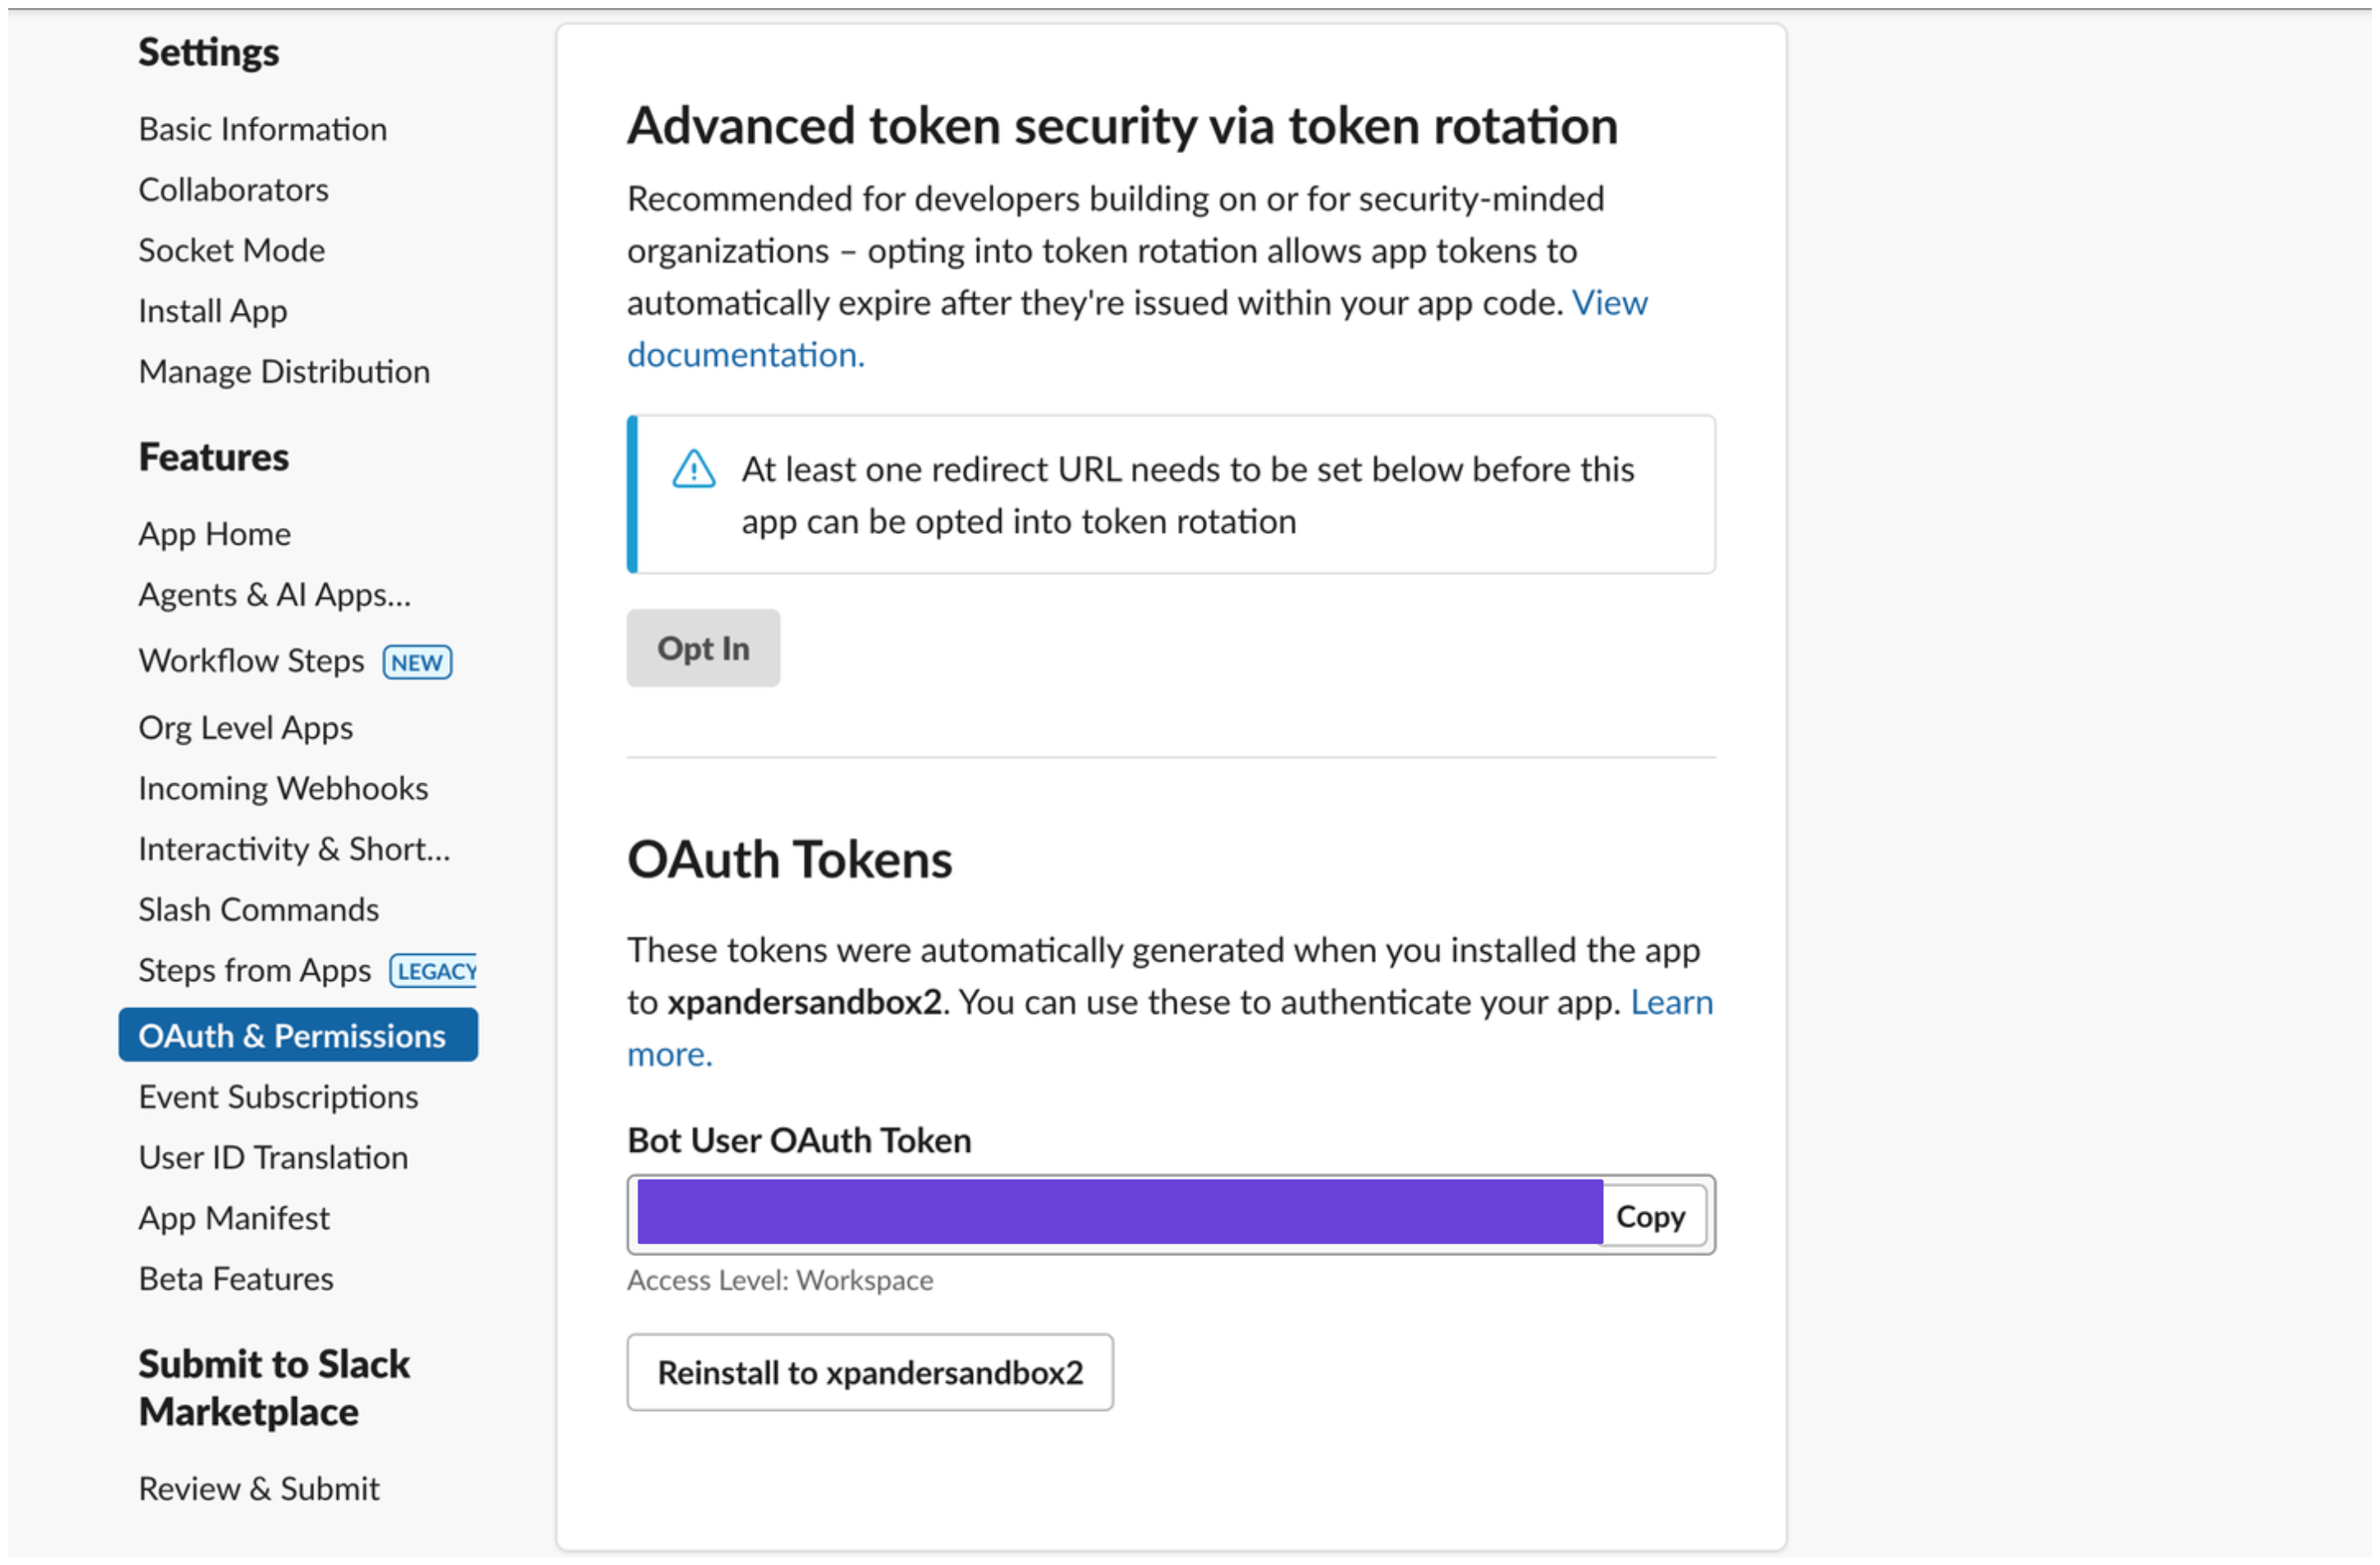 Settings
Basic Information
Collaborators
Socket Mode
Install App
Manage Distribution
Features
App Home
Agents & AI Apps...
Workflow Steps NEW
Org Level Apps
Incoming Webhooks
Interactivity & Short...
Slash Commands
Steps from Apps LEGACY
OAuth & Permissions
Event Subscriptions
User ID Translation
App Manifest
Beta Features
Submit to Slack
Marketplace
Review & Submit
Advanced token security via token rotation
Recommended for developers building on or for security-minded
organizations – opting into token rotation allows app tokens to
automatically expire after they're issued within your app code. View
documentation.
At least one redirect URL needs to be set below before this
app can be opted into token rotation
Opt In
OAuth Tokens
These tokens were automatically generated when you installed the app
to xpandersandbox2. You can use these to authenticate your app. Learn
more.
Bot User OAuth Token
Copy
Access Level: Workspace
Reinstall to xpandersandbox2